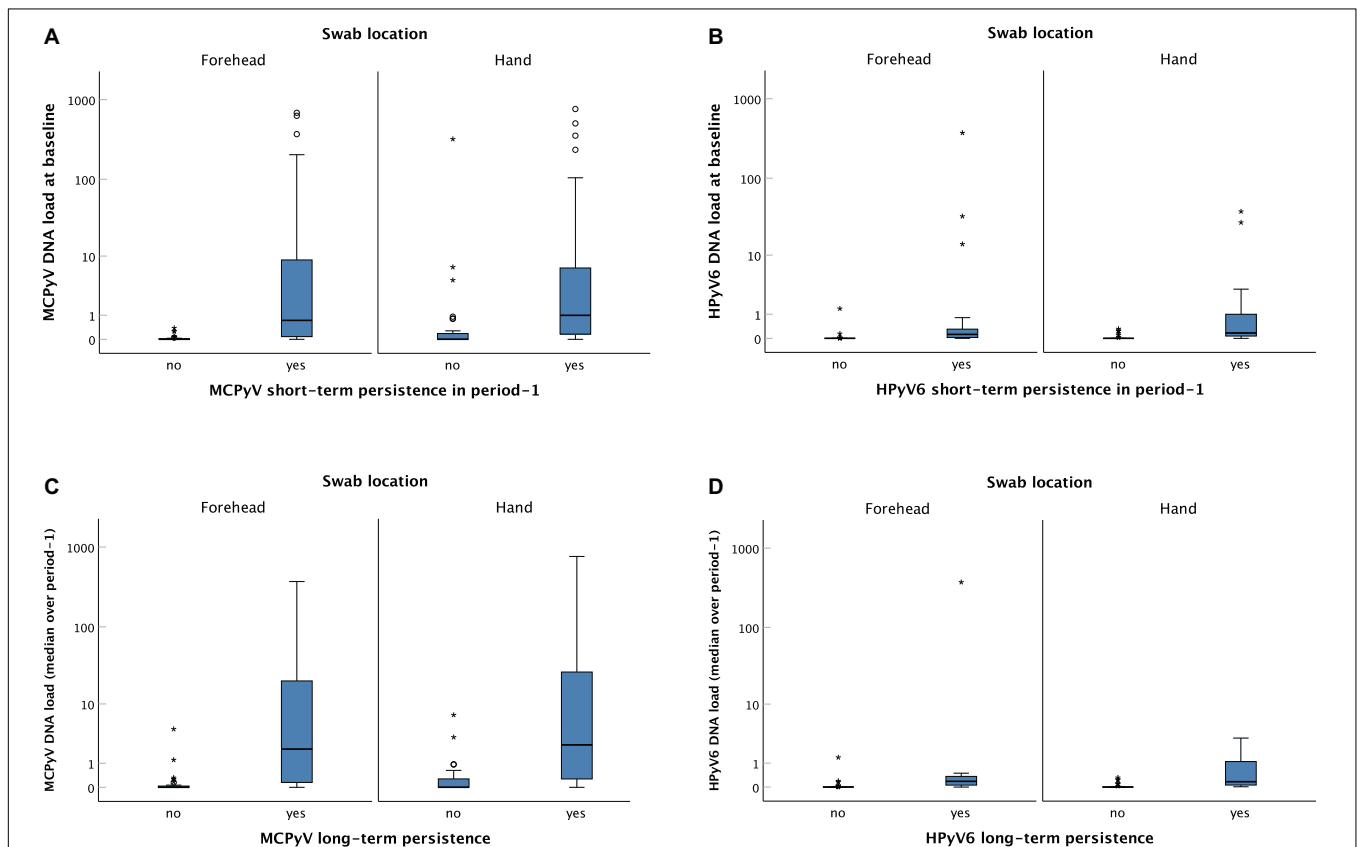 A
Swab location
Forehead
Hand
MCPyV DNA load at baseline
1000
100
10
1
0
no
yes
no
yes
MCPyV short-term persistence in period-1
B
Swab location
Forehead
Hand
HPyV6 DNA load at baseline
1000
100
10
1
0
no
yes
no
yes
HPyV6 short-term persistence in period-1
C
Swab location
Forehead
Hand
MCPyV DNA load (median over period-1)
1000
100
10
1
0
no
yes
no
yes
MCPyV long-term persistence
D
Swab location
Forehead
Hand
HPyV6 DNA load (median over period-1)
1000
100
10
1
0
no
yes
no
yes
HPyV6 long-term persistence